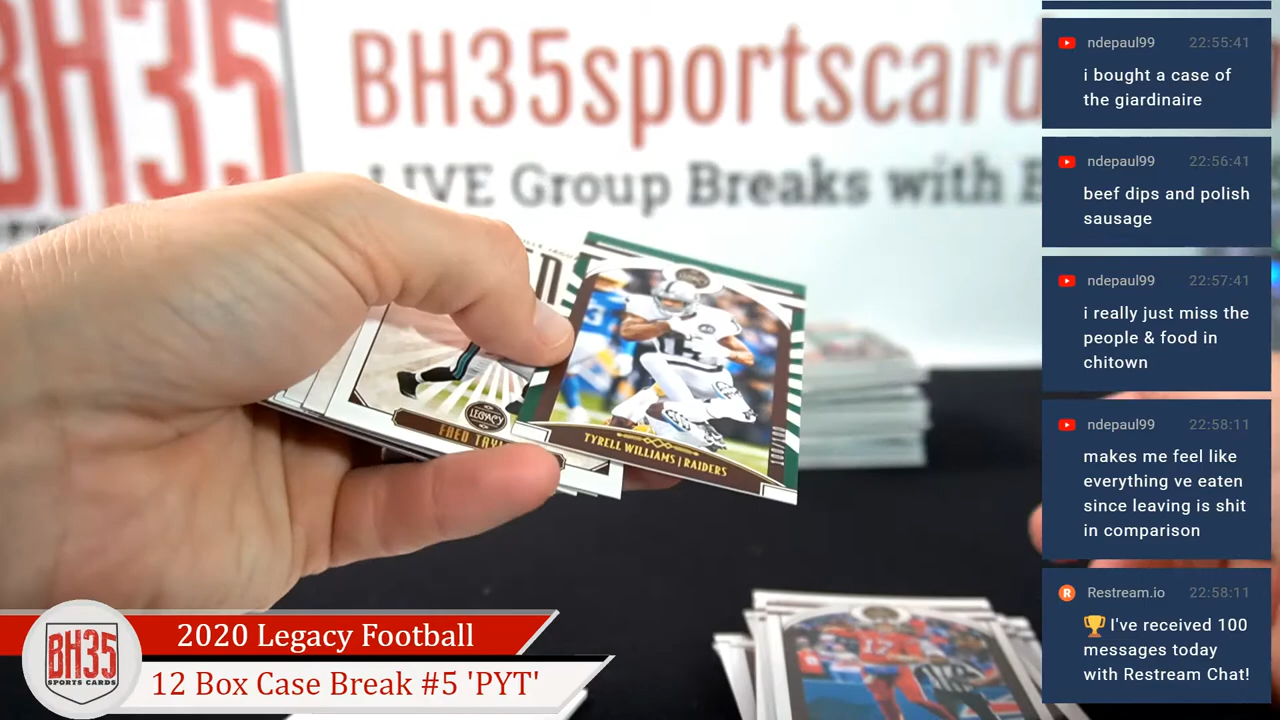 BH35
BH35sportscard
LIVE Group Breaks with
LEGACY
FRED TAY
TYRELL WILLIAMS | RAIDERS
17
2020 Legacy Football
12 Box Case Break #5 'PYT'
BH35
SPORTS CARDS
ndepaul99 22:55:41
i bought a case of
the giardinaire
ndepaul99 22:56:41
beef dips and polish
sausage
ndepaul99 22:57:41
i really just miss the
people & food in
chitown
ndepaul99 22:58:11
makes me feel like
everything ve eaten
since leaving is shit
in comparison
Restream.io 22:58:11
🏆 I've received 100
messages today
with Restream Chat!